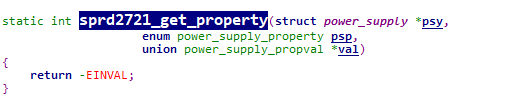 static int sprd2721_get_property(struct power_supply *psy,
enum power_supply_property psp,
union power_supply_propval *val)
{
return -EINVAL;
}